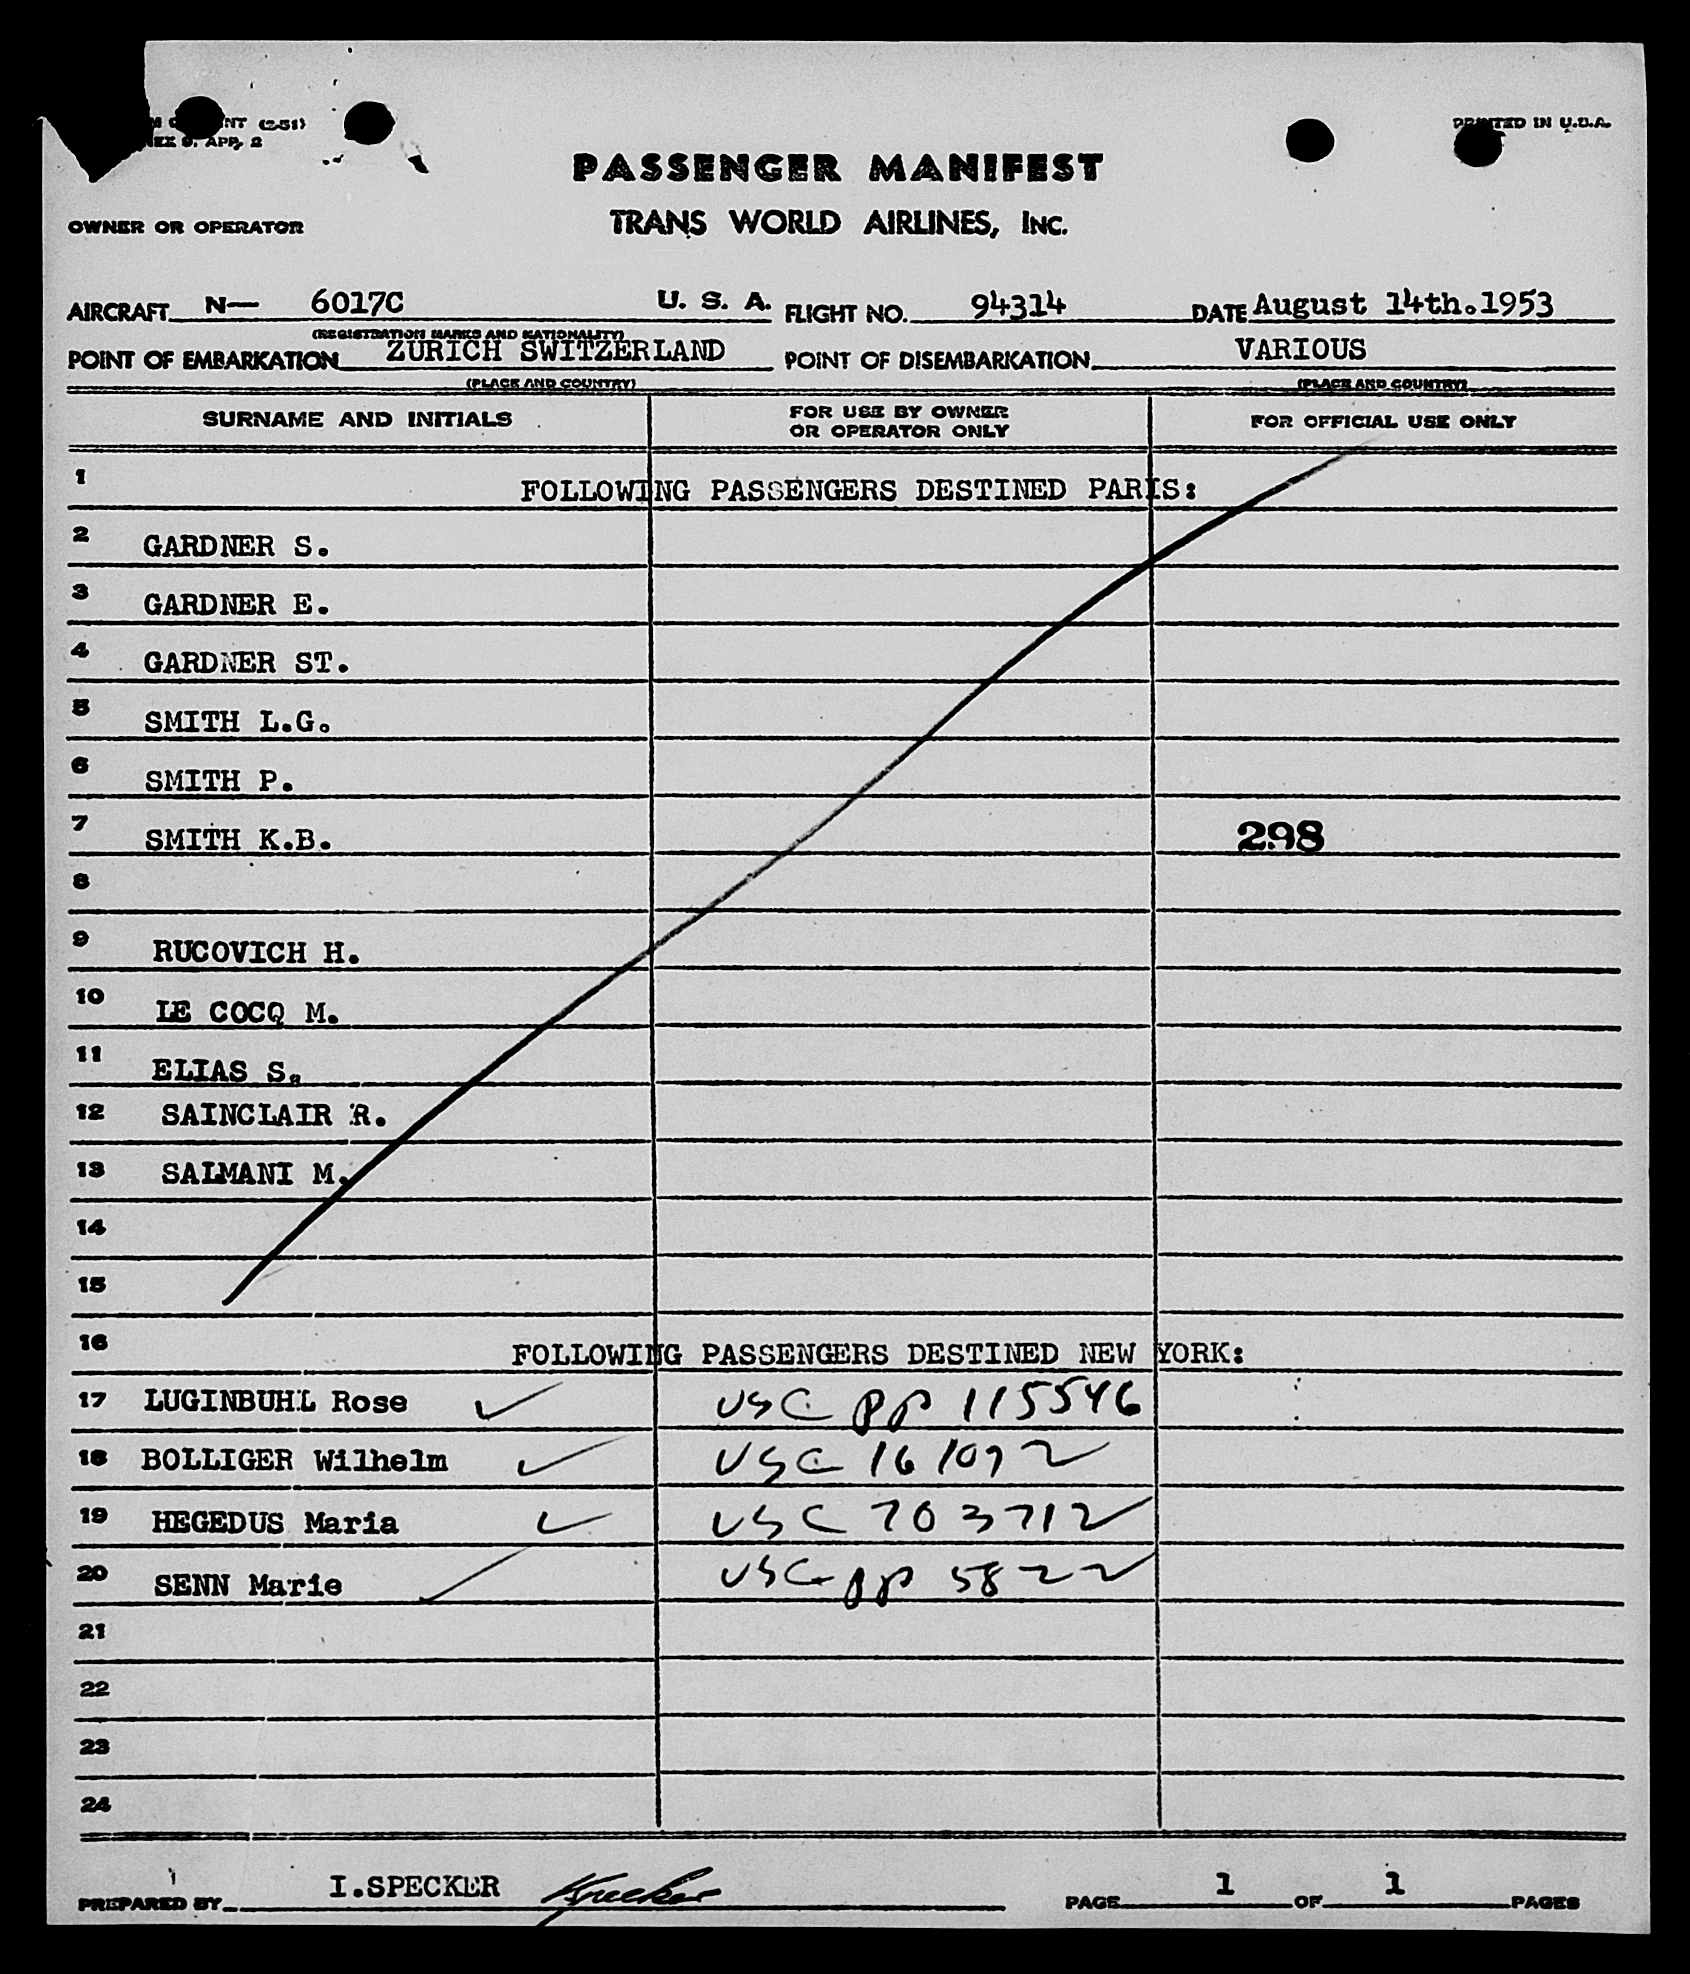 NT (2-51)
APP. 2
PRINTED IN U.S.A.
PASSENGER MANIFEST
OWNER OR OPERATOR
TRANS WORLD AIRLINES, INC.
AIRCRAFT N— 6017C U. S. A. FLIGHT NO. 94314 DATE August 14th.1953
(REGISTRATION MARKS AND NATIONALITY)
POINT OF EMBARKATION ZURICH SWITZERLAND POINT OF DISEMBARKATION VARIOUS
(PLACE AND COUNTRY) (PLACE AND COUNTRY)
SURNAME AND INITIALS FOR USE BY OWNER OR OPERATOR ONLY FOR OFFICIAL USE ONLY
1 FOLLOWING PASSENGERS DESTINED PARIS:
2 GARDNER S.
3 GARDNER E.
4 GARDNER ST.
5 SMITH L.G.
6 SMITH P.
7 SMITH K.B. 298
8
9 RUCOVICH H.
10 LE COCQ M.
11 ELIAS S.
12 SAINCLAIR R.
13 SALMANI M.
14
15
16 FOLLOWING PASSENGERS DESTINED NEW YORK:
17 LUGINBUHL Rose ✓ USC pp 115546
18 BOLLIGER Wilhelm ✓ USC 161092
19 HEGEDUS Maria ✓ USC 703712
20 SENN Marie ✓ USC pp 5822
21
22
23
24
PREPARED BY I.SPECKER PAGE 1 OF 1 PAGES